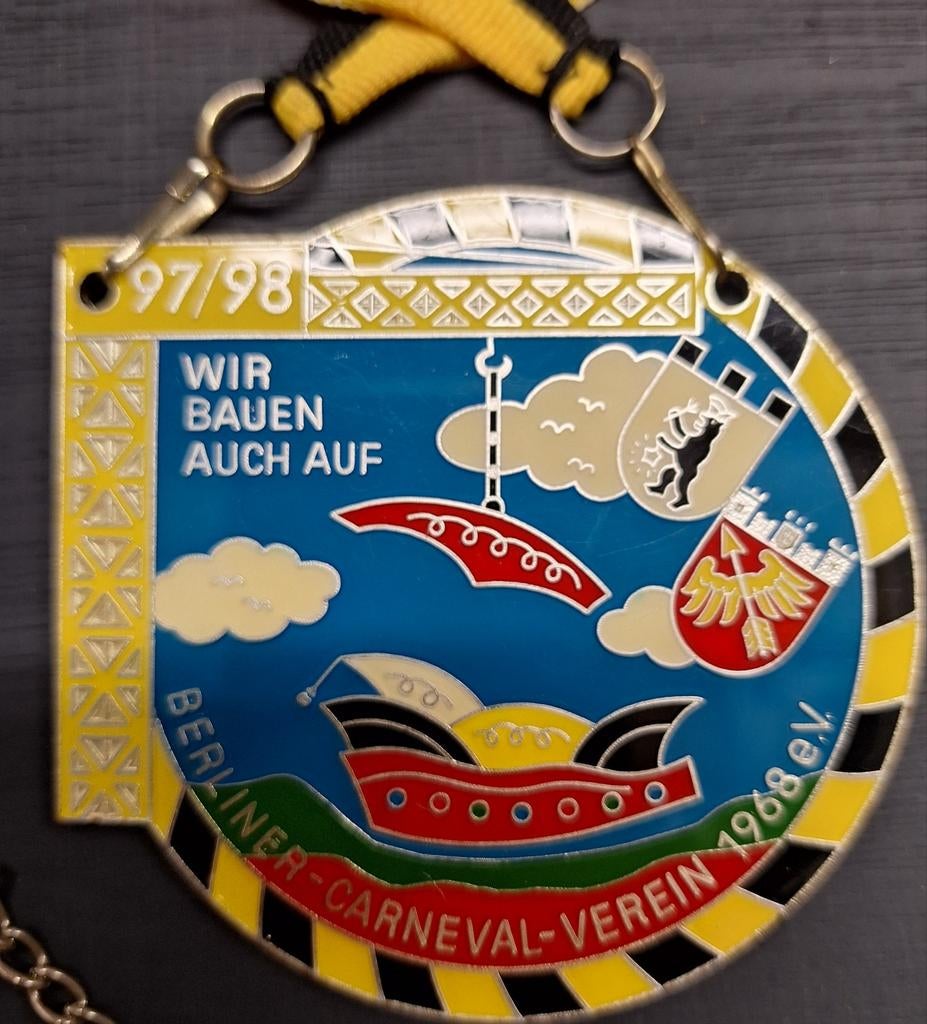 97/98
WIR
BAUEN
AUCH AUF
BERLINER-CARNEVAL-VEREIN 1968 e.V.